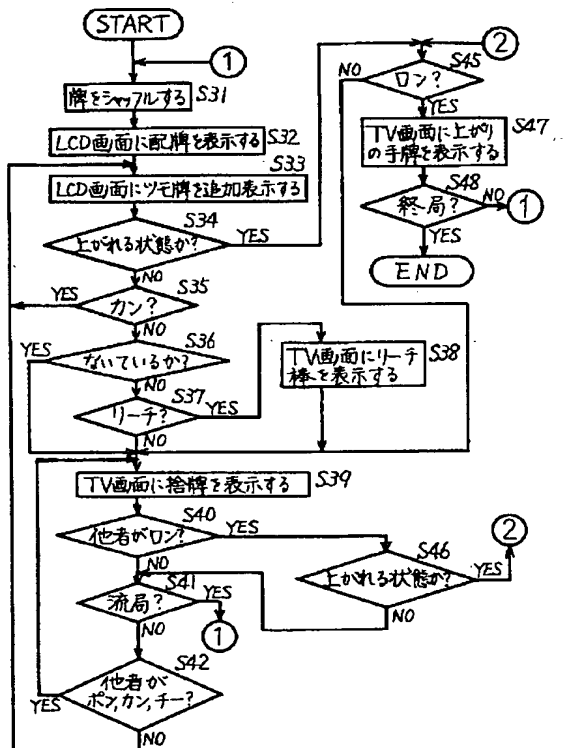 START
①
牌をシャッフルする S31
LCD画面に配牌を表示する S32
LCD画面にツモ牌を追加表示する S33
上がれる状態か? S34
YES
NO
カン? S35
YES
NO
ないているか? S36
YES
NO
リーチ? S37
YES
NO
TV画面にリーチ
棒を表示する S38
TV画面に捨牌を表示する S39
他者がロン? S40
YES
NO
流局? S41
YES
①
NO
他者が
ポン,カン,チー? S42
YES
NO
②
ロン? S45
NO
YES
TV画面に上がり
の手牌を表示する S47
終局? S48
NO
①
YES
END
上がれる状態か? S46
YES
②
NO